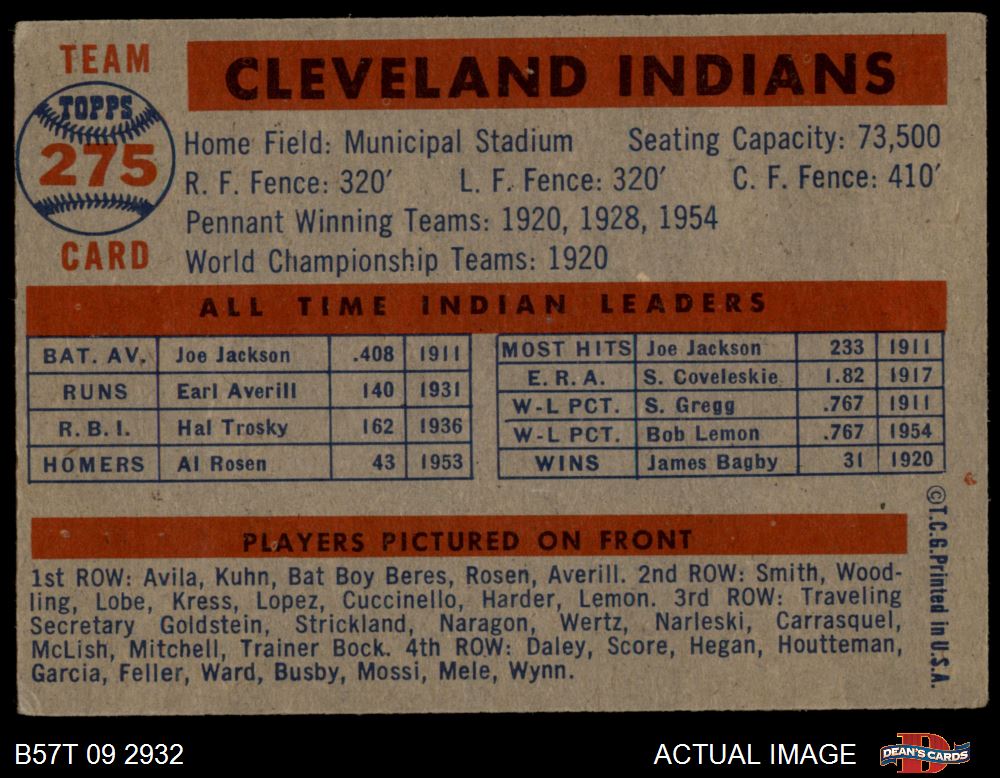 TEAM
TOPPS
275
CARD
CLEVELAND INDIANS
Home Field: Municipal Stadium Seating Capacity: 73,500
R. F. Fence: 320′ L. F. Fence: 320′ C. F. Fence: 410′
Pennant Winning Teams: 1920, 1928, 1954
World Championship Teams: 1920
ALL TIME INDIAN LEADERS
BAT. AV. Joe Jackson .408 1911
RUNS Earl Averill 140 1931
R. B. I. Hal Trosky 162 1936
HOMERS Al Rosen 43 1953
MOST HITS Joe Jackson 233 1911
E. R. A. S. Coveleskie 1.82 1917
W-L PCT. S. Gregg .767 1911
W-L PCT. Bob Lemon .767 1954
WINS James Bagby 31 1920
PLAYERS PICTURED ON FRONT
1st ROW: Avila, Kuhn, Bat Boy Beres, Rosen, Averill. 2nd ROW: Smith, Wood-
ling, Lobe, Kress, Lopez, Cuccinello, Harder, Lemon. 3rd ROW: Traveling
Secretary Goldstein, Strickland, Naragon, Wertz, Narleski, Carrasquel,
McLish, Mitchell, Trainer Bock. 4th ROW: Daley, Score, Hegan, Houtteman,
Garcia, Feller, Ward, Busby, Mossi, Mele, Wynn.
©T.C.G. Printed in U.S.A.
B57T 09 2932
ACTUAL IMAGE
DEAN'S CARDS